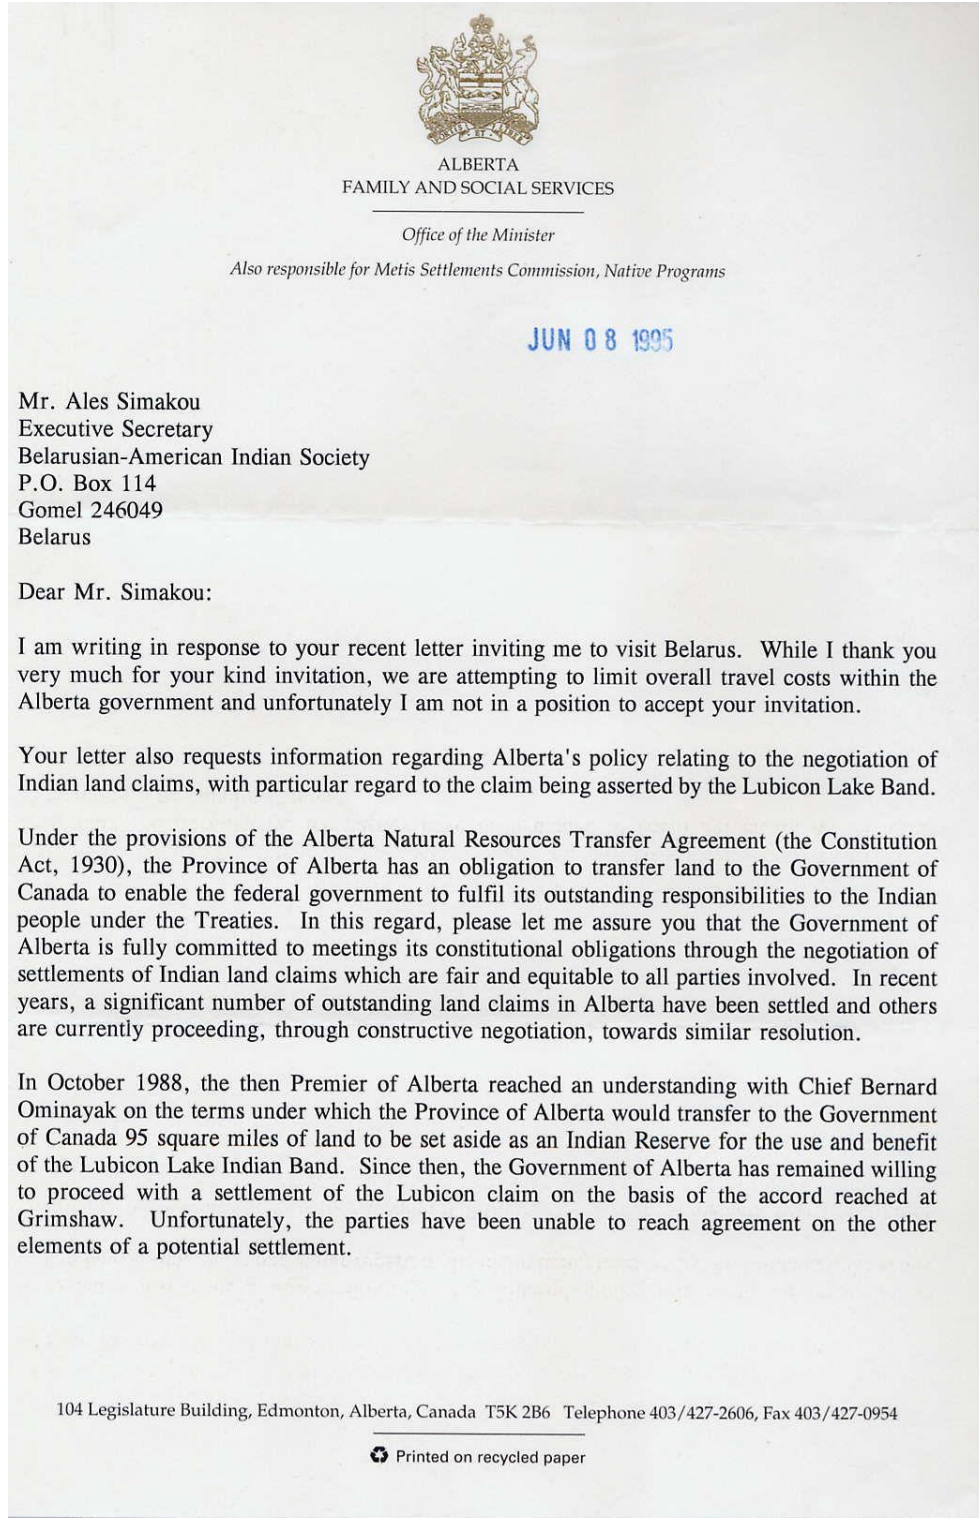 ALBERTA
FAMILY AND SOCIAL SERVICES
Office of the Minister
Also responsible for Metis Settlements Commission, Native Programs
JUN 08 1995
Mr. Ales Simakou
Executive Secretary
Belarusian-American Indian Society
P.O. Box 114
Gomel 246049
Belarus
Dear Mr. Simakou:
I am writing in response to your recent letter inviting me to visit Belarus. While I thank you
very much for your kind invitation, we are attempting to limit overall travel costs within the
Alberta government and unfortunately I am not in a position to accept your invitation.
Your letter also requests information regarding Alberta's policy relating to the negotiation of
Indian land claims, with particular regard to the claim being asserted by the Lubicon Lake Band.
Under the provisions of the Alberta Natural Resources Transfer Agreement (the Constitution
Act, 1930), the Province of Alberta has an obligation to transfer land to the Government of
Canada to enable the federal government to fulfil its outstanding responsibilities to the Indian
people under the Treaties. In this regard, please let me assure you that the Government of
Alberta is fully committed to meetings its constitutional obligations through the negotiation of
settlements of Indian land claims which are fair and equitable to all parties involved. In recent
years, a significant number of outstanding land claims in Alberta have been settled and others
are currently proceeding, through constructive negotiation, towards similar resolution.
In October 1988, the then Premier of Alberta reached an understanding with Chief Bernard
Ominayak on the terms under which the Province of Alberta would transfer to the Government
of Canada 95 square miles of land to be set aside as an Indian Reserve for the use and benefit
of the Lubicon Lake Indian Band. Since then, the Government of Alberta has remained willing
to proceed with a settlement of the Lubicon claim on the basis of the accord reached at
Grimshaw. Unfortunately, the parties have been unable to reach agreement on the other
elements of a potential settlement.
104 Legislature Building, Edmonton, Alberta, Canada T5K 2B6 Telephone 403/427-2606, Fax 403/427-0954
Printed on recycled paper